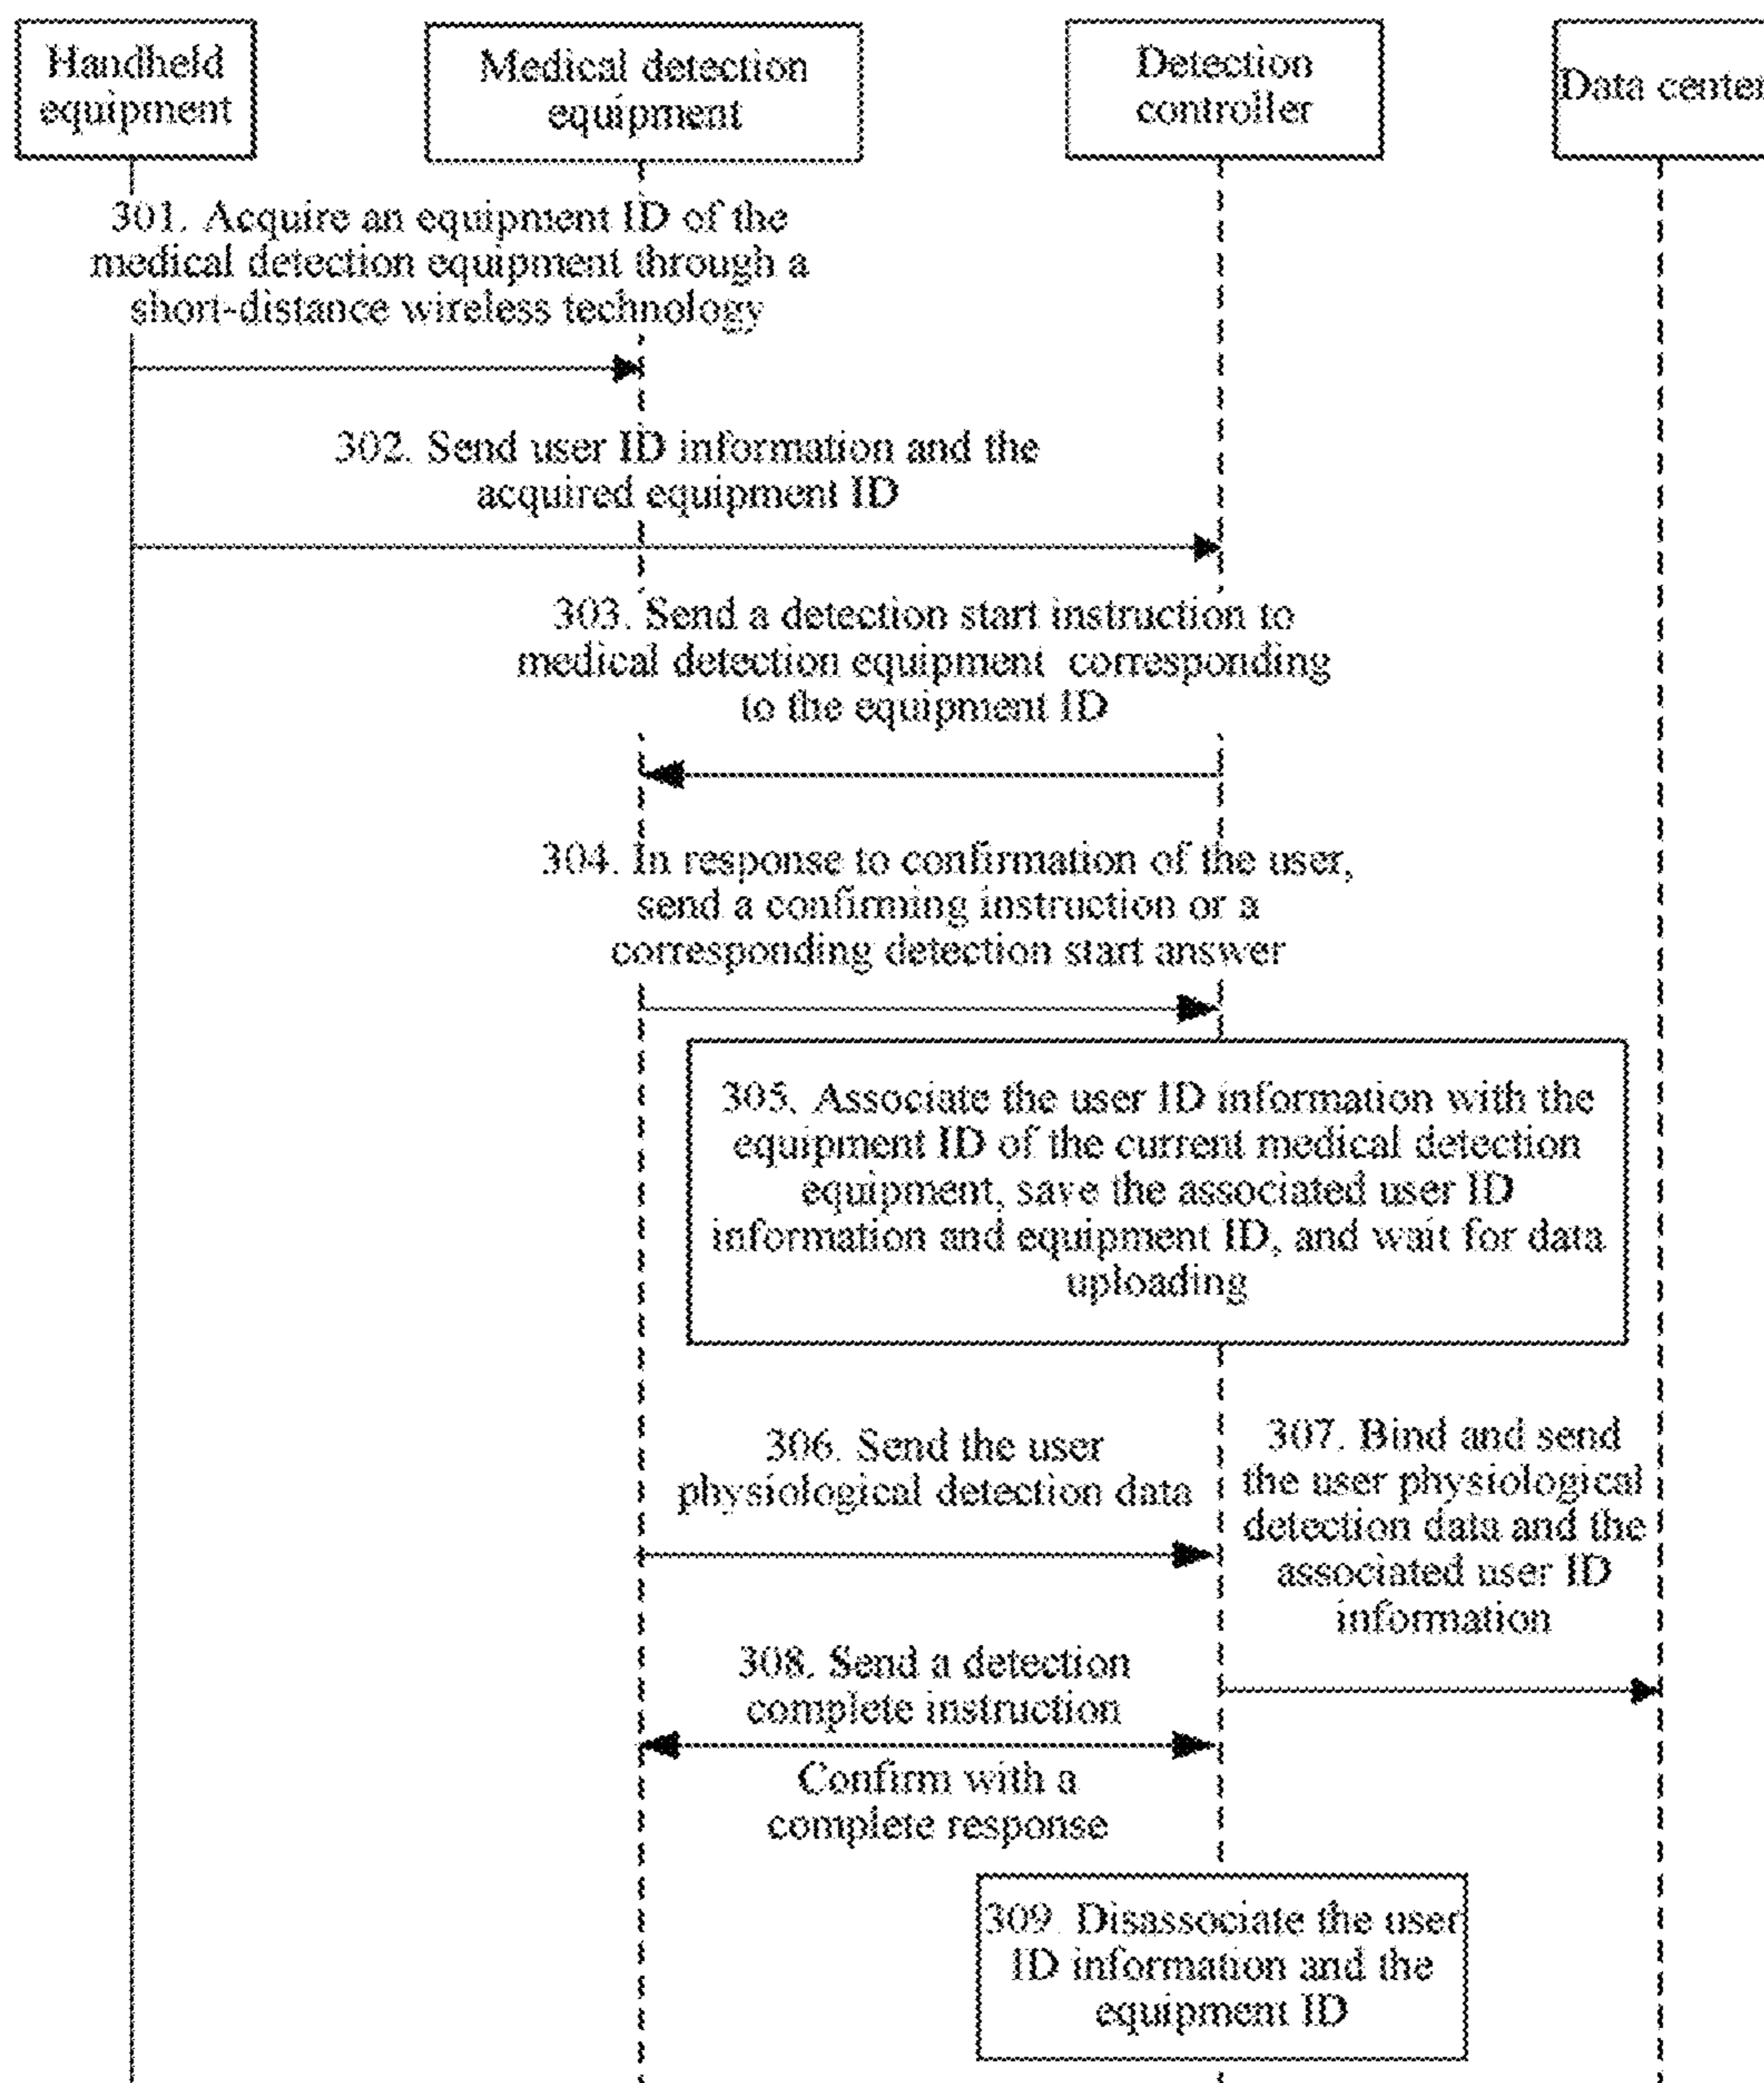 Handheld
equipment
Medical detection
equipment
Detection
controller
Data center
301. Acquire an equipment ID of the
medical detection equipment through a
short-distance wireless technology
302. Send user ID information and the
acquired equipment ID
303. Send a detection start instruction to
medical detection equipment corresponding
to the equipment ID
304. In response to confirmation of the user,
send a confirming instruction or a
corresponding detection start answer
305. Associate the user ID information with the
equipment ID of the current medical detection
equipment, save the associated user ID
information and equipment ID, and wait for data
uploading
306. Send the user
physiological detection data
307. Bind and send
the user physiological
detection data and the
associated user ID
information
308. Send a detection
complete instruction
Confirm with a
complete response
309. Disassociate the user
ID information and the
equipment ID